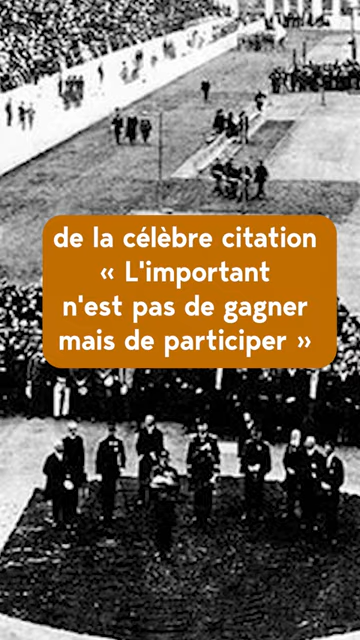 de la célèbre citation
« L'important
n'est pas de gagner
mais de participer »